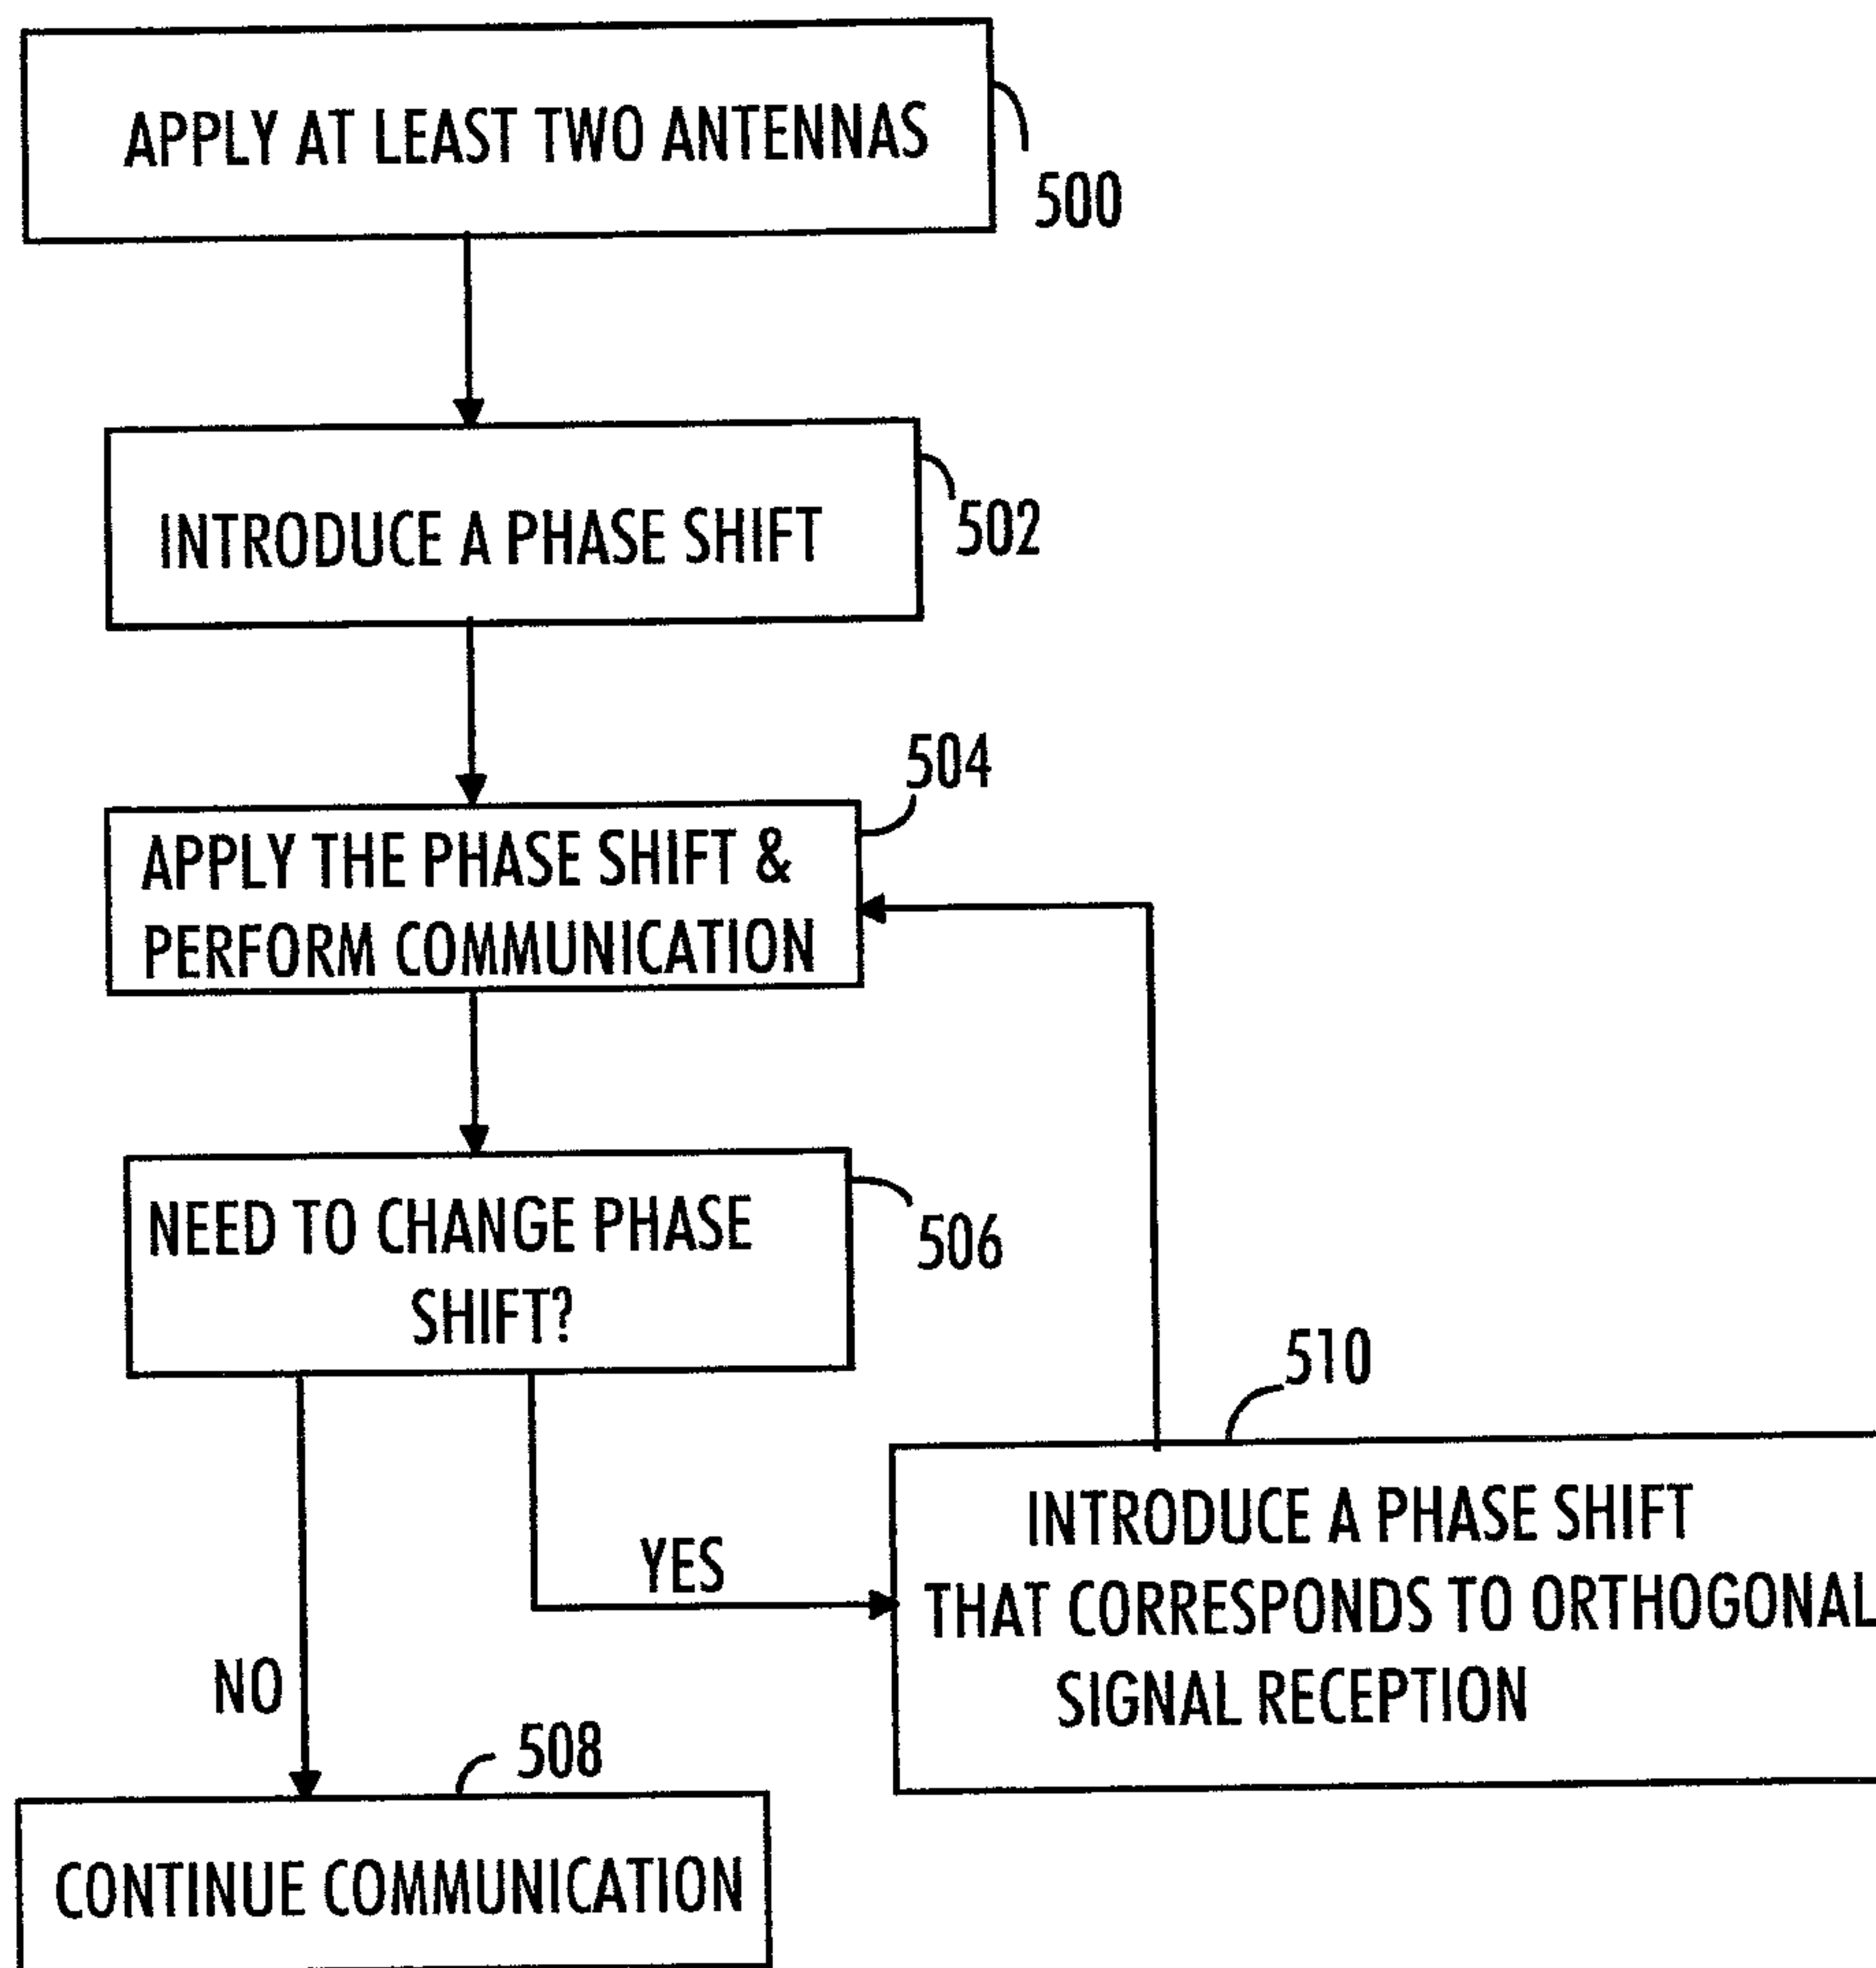 APPLY AT LEAST TWO ANTENNAS
500
INTRODUCE A PHASE SHIFT
502
504
APPLY THE PHASE SHIFT &
PERFORM COMMUNICATION
NEED TO CHANGE PHASE
SHIFT?
506
510
INTRODUCE A PHASE SHIFT
THAT CORRESPONDS TO ORTHOGONAL
SIGNAL RECEPTION
YES
NO
508
CONTINUE COMMUNICATION